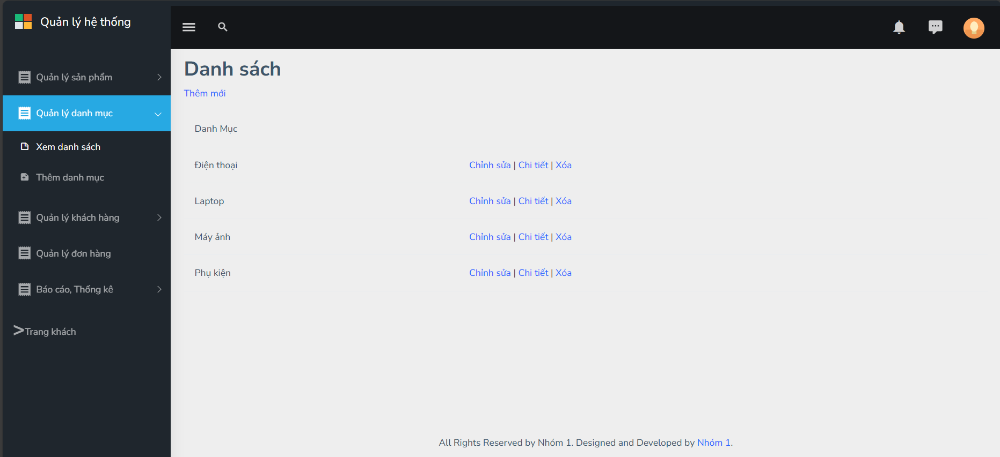 Quản lý hệ thống
Quản lý sản phẩm
Quản lý danh mục
Xem danh sách
Thêm danh mục
Quản lý khách hàng
Quản lý đơn hàng
Báo cáo, Thống kê
>Trang khách
Danh sách
Thêm mới
Danh Mục
Điện thoại Chỉnh sửa | Chi tiết | Xóa
Laptop Chỉnh sửa | Chi tiết | Xóa
Máy ảnh Chỉnh sửa | Chi tiết | Xóa
Phụ kiện Chỉnh sửa | Chi tiết | Xóa
All Rights Reserved by Nhóm 1. Designed and Developed by Nhóm 1.